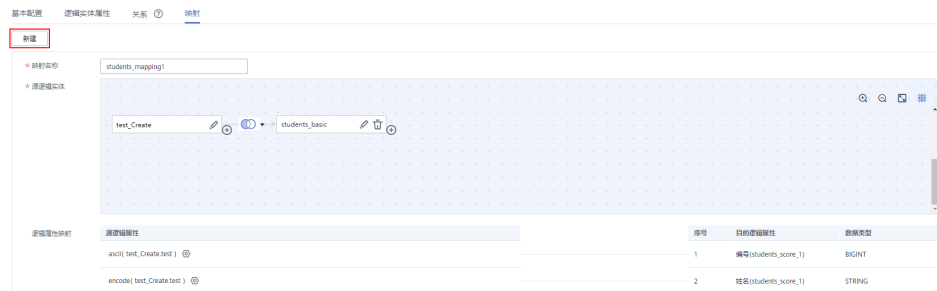 基本配置 逻辑实体属性 关系 映射
新建
* 映射名称 students_mapping1
* 源逻辑实体
test_Create students_basic
逻辑属性映射 源逻辑属性 序号 目的逻辑属性 数据类型
ascii( test_Create.test ) 1 编号(students_score_1) BIGINT
encode( test_Create.test ) 2 姓名(students_score_1) STRING